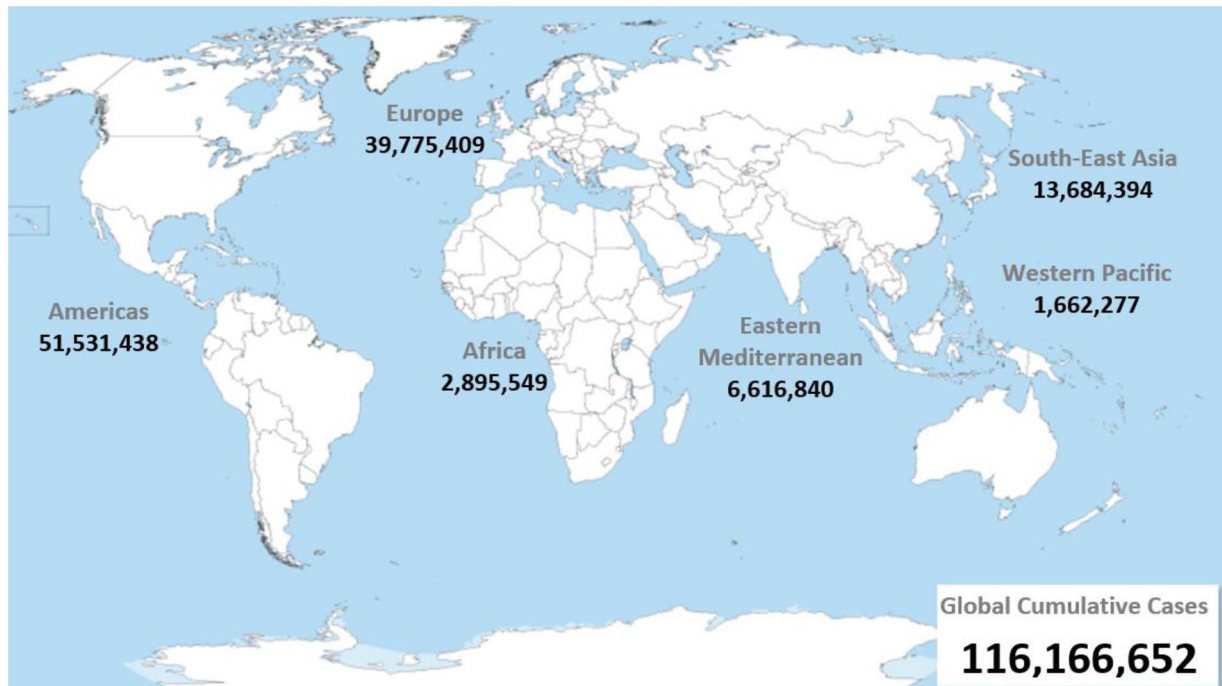 Europe
39,775,409
South-East Asia
13,684,394
Western Pacific
1,662,277
Americas
51,531,438
Africa
2,895,549
Eastern
Mediterranean
6,616,840
Global Cumulative Cases
116,166,652